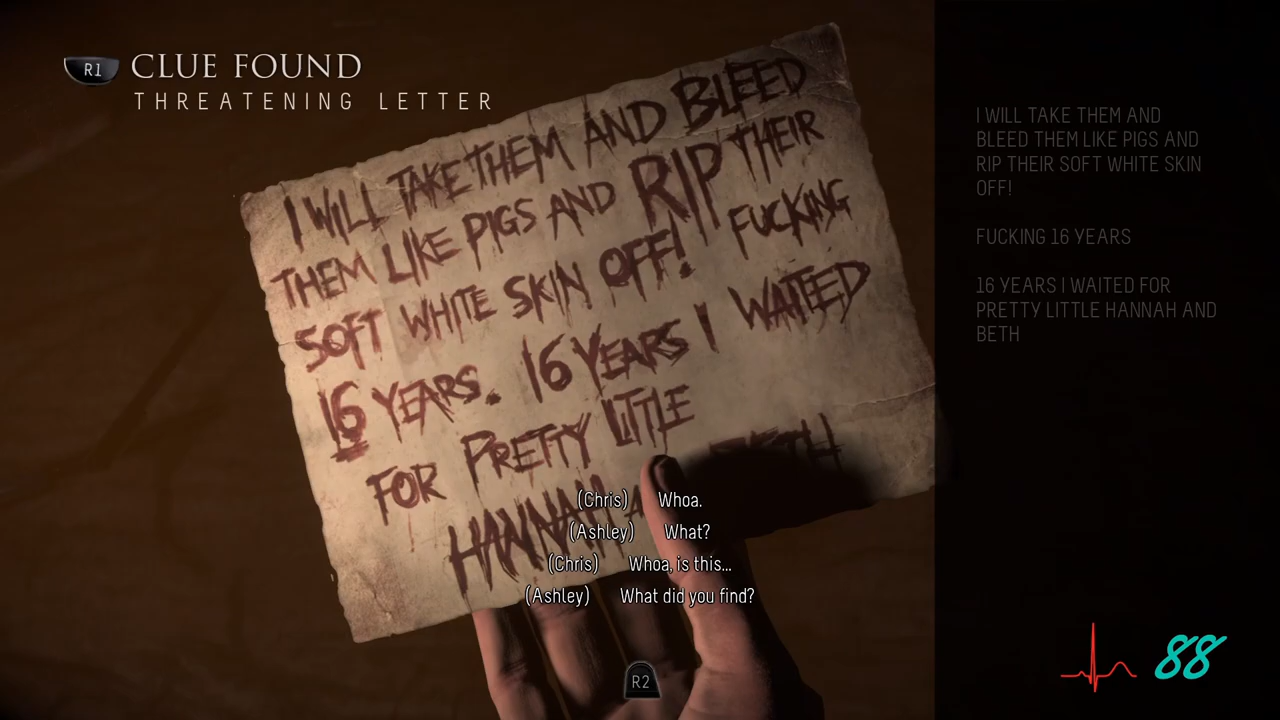 R1 CLUE FOUND
THREATENING LETTER
I WILL TAKE THEM AND BLEED
THEM LIKE PIGS AND RIP THEIR
SOFT WHITE SKIN OFF! FUCKING
16 YEARS. 16 YEARS I WAITED
FOR PRETTY LITTLE
HANNAH A BETH
(Chris) Whoa.
(Ashley) What?
(Chris) Whoa, is this...
(Ashley) What did you find?
R2
I WILL TAKE THEM AND
BLEED THEM LIKE PIGS AND
RIP THEIR SOFT WHITE SKIN
OFF!
FUCKING 16 YEARS
16 YEARS I WAITED FOR
PRETTY LITTLE HANNAH AND
BETH
88